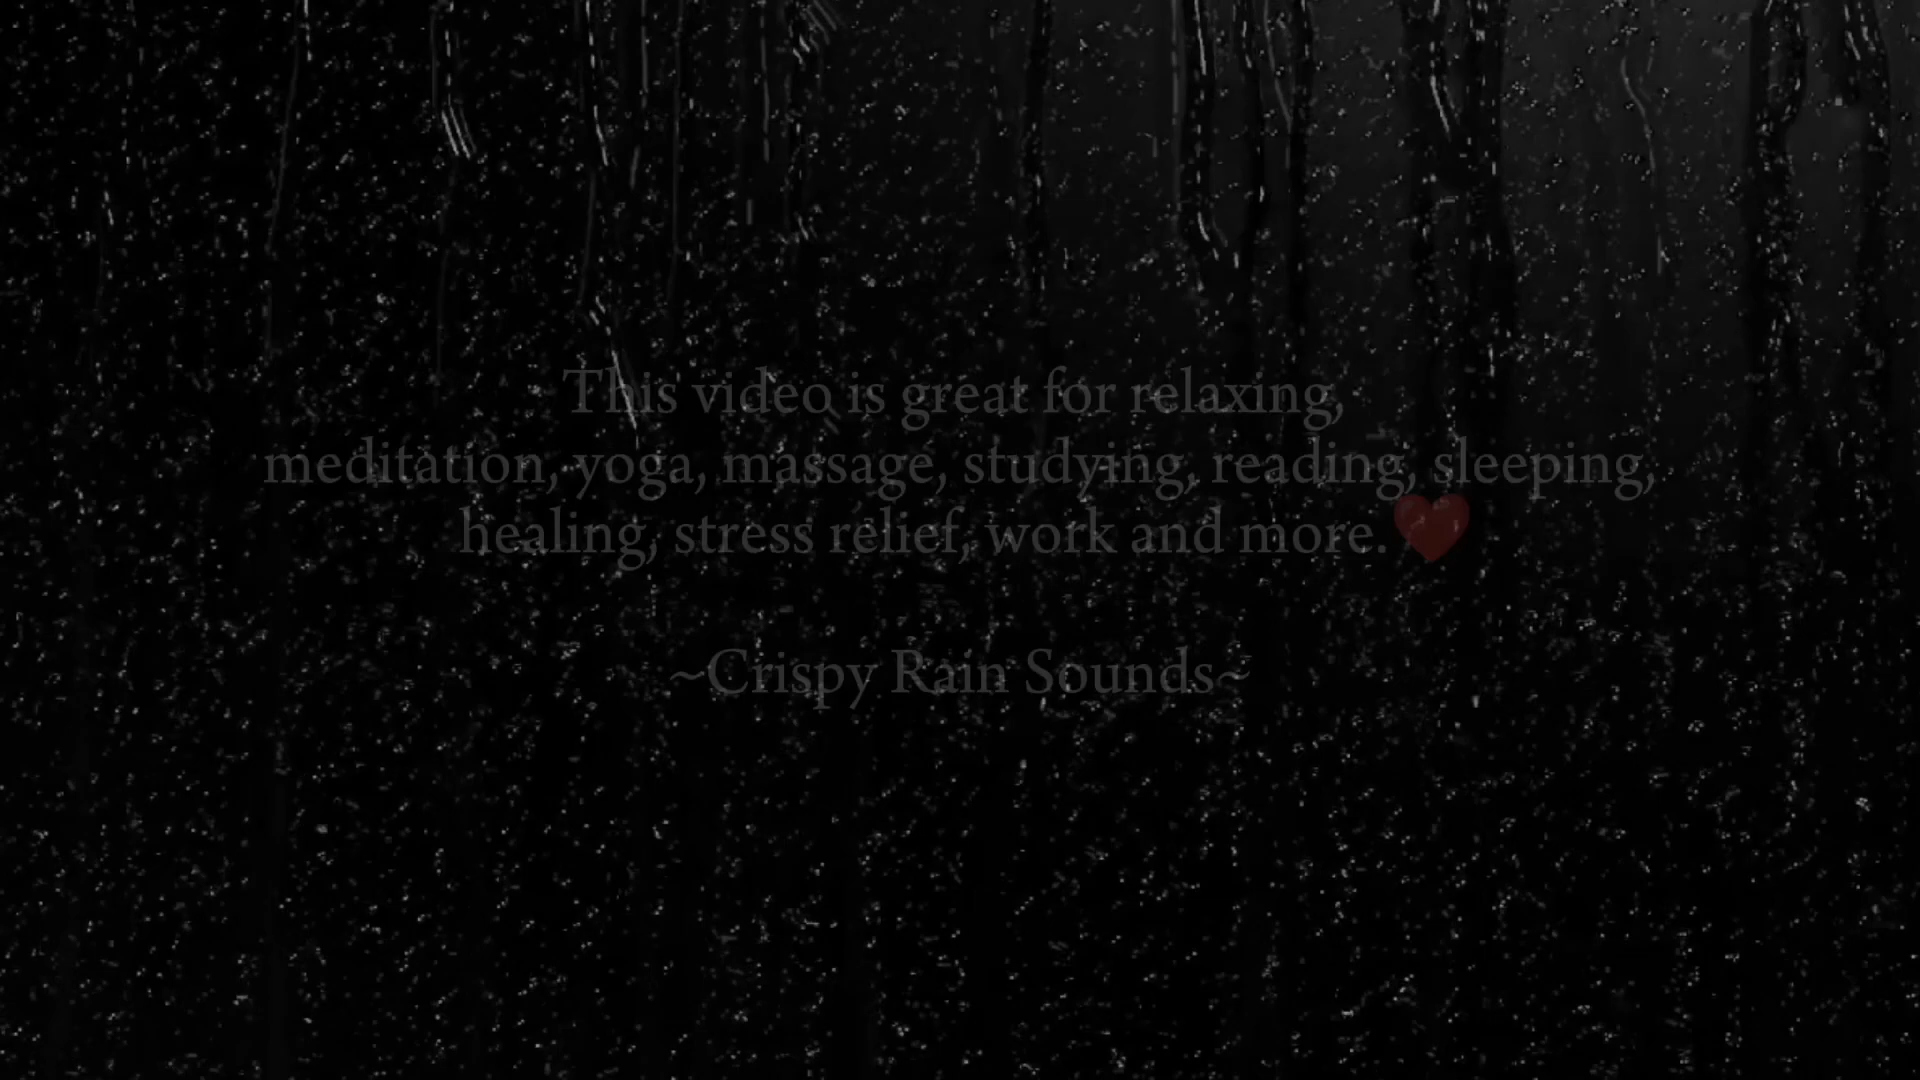 This video is great for relaxing,
meditation, yoga, massage, studying, reading, sleeping,
healing, stress relief, work and more.❤️
~Crispy Rain Sounds~